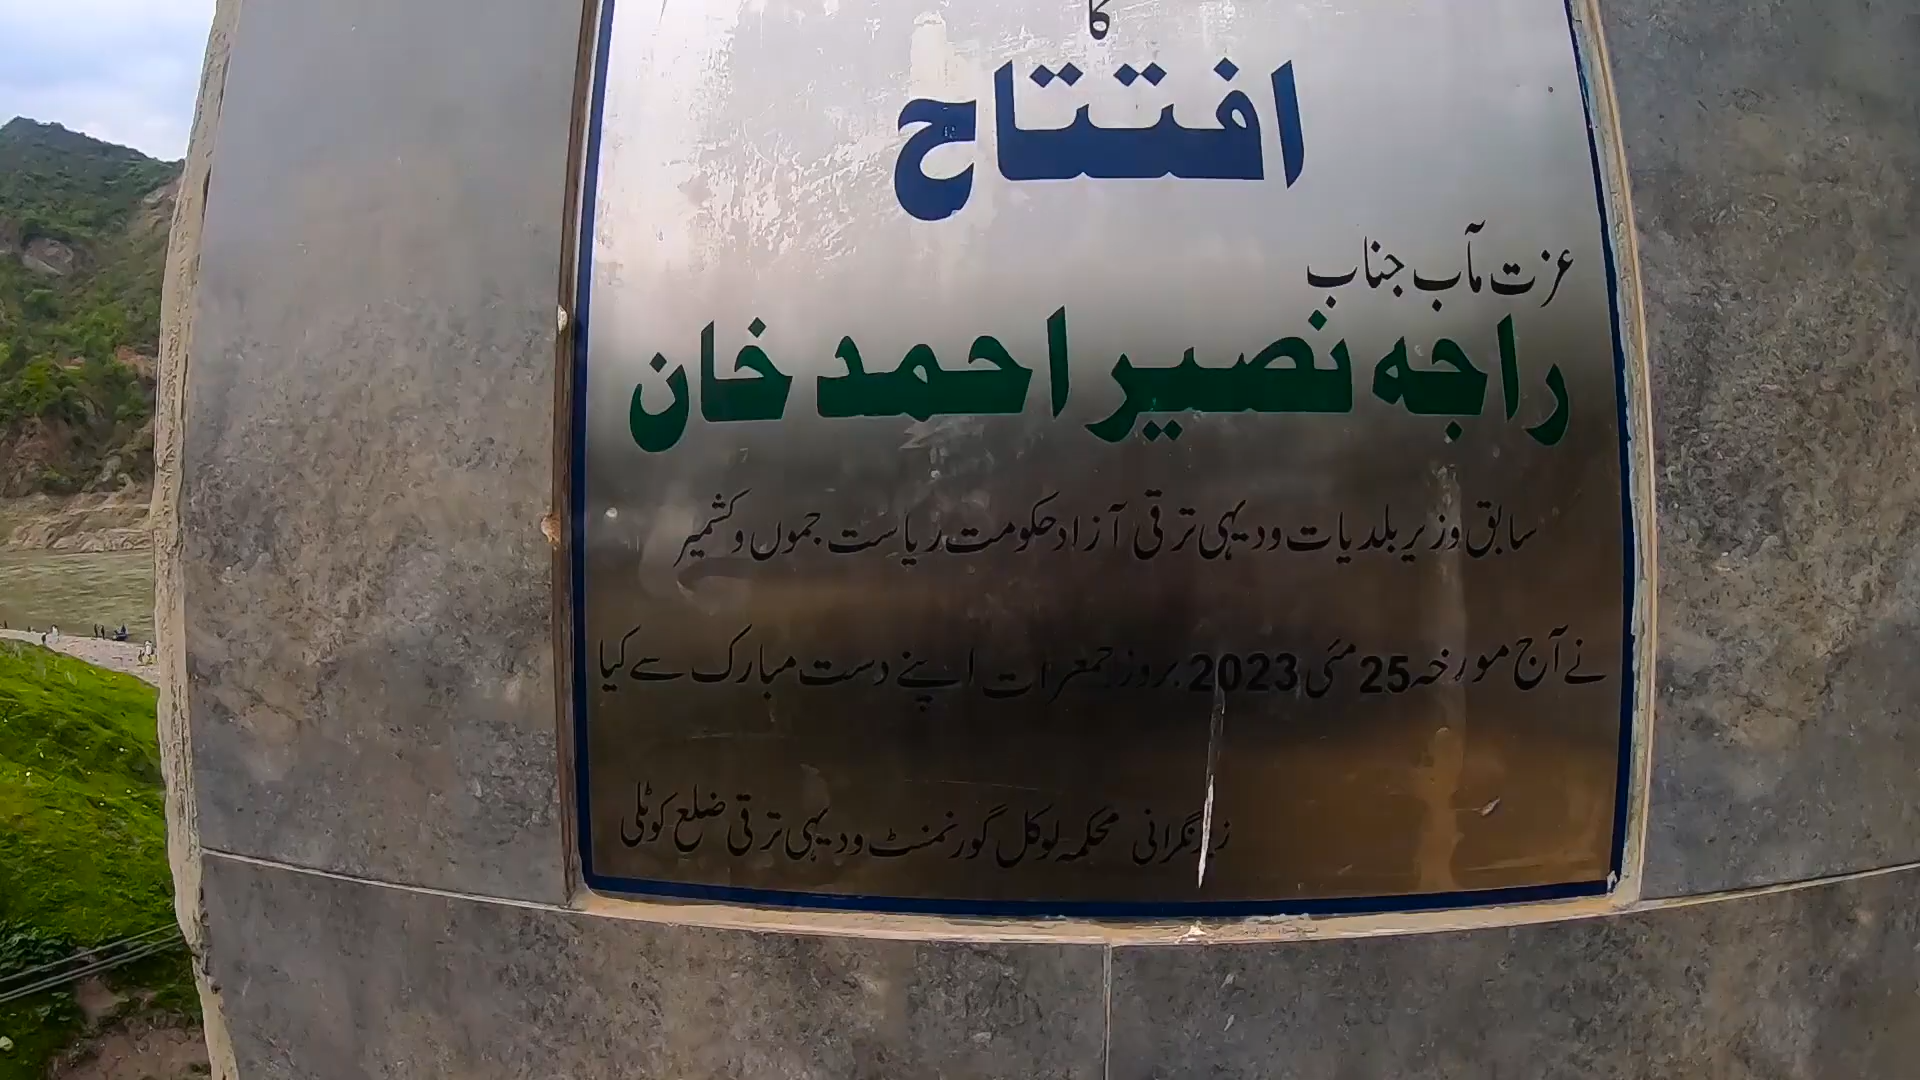 کا
افتتاح
عزت مآب جناب
راجہ نصیر احمد خان
سابق وزیر بلدیات و دیہی ترقی آزاد حکومت ریاست جموں و کشمیر
نے آج مورخہ 25 مئی 2023 بروز جمعرات اپنے دست مبارک سے کیا
زیر نگرانی محکمہ لوکل گورنمنٹ و دیہی ترقی ضلع کوٹلی